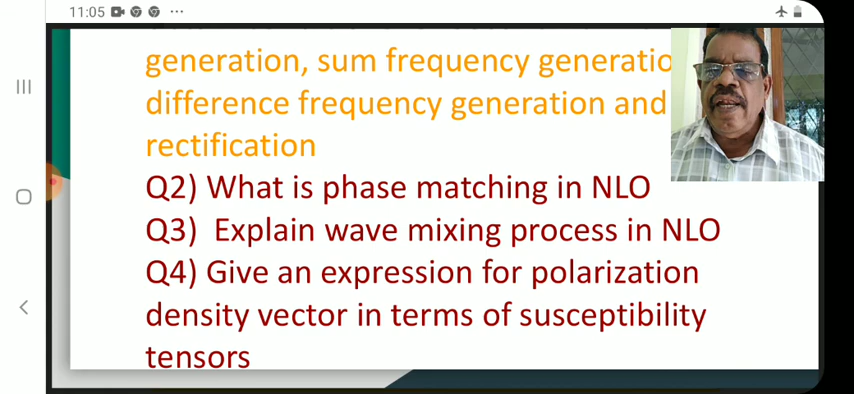 11:05
generation, sum frequency generatio
difference frequency generation and
rectification
Q2) What is phase matching in NLO
Q3) Explain wave mixing process in NLO
Q4) Give an expression for polarization
density vector in terms of susceptibility
tensors